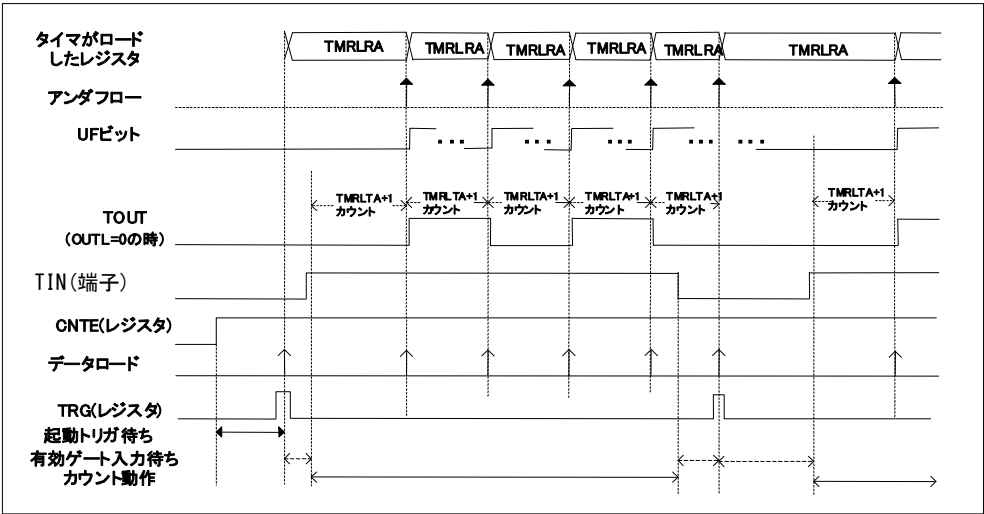 タイマがロード
したレジスタ
TMRLRA TMRLRA TMRLRA TMRLRA TMRLRA TMRLRA
アンダフロー
UFビット
••• ••• ••• ••• •••
TMRLTA+1 TMRLTA+1 TMRLTA+1 TMRLTA+1 TMRLTA+1 TMRLTA+1
カウント カウント カウント カウント カウント カウント
TOUT
(OUTL=0の時)
TIN(端子)
CNTE(レジスタ)
データロード
TRG(レジスタ)
起動トリガ待ち
有効ゲート入力待ち
カウント動作